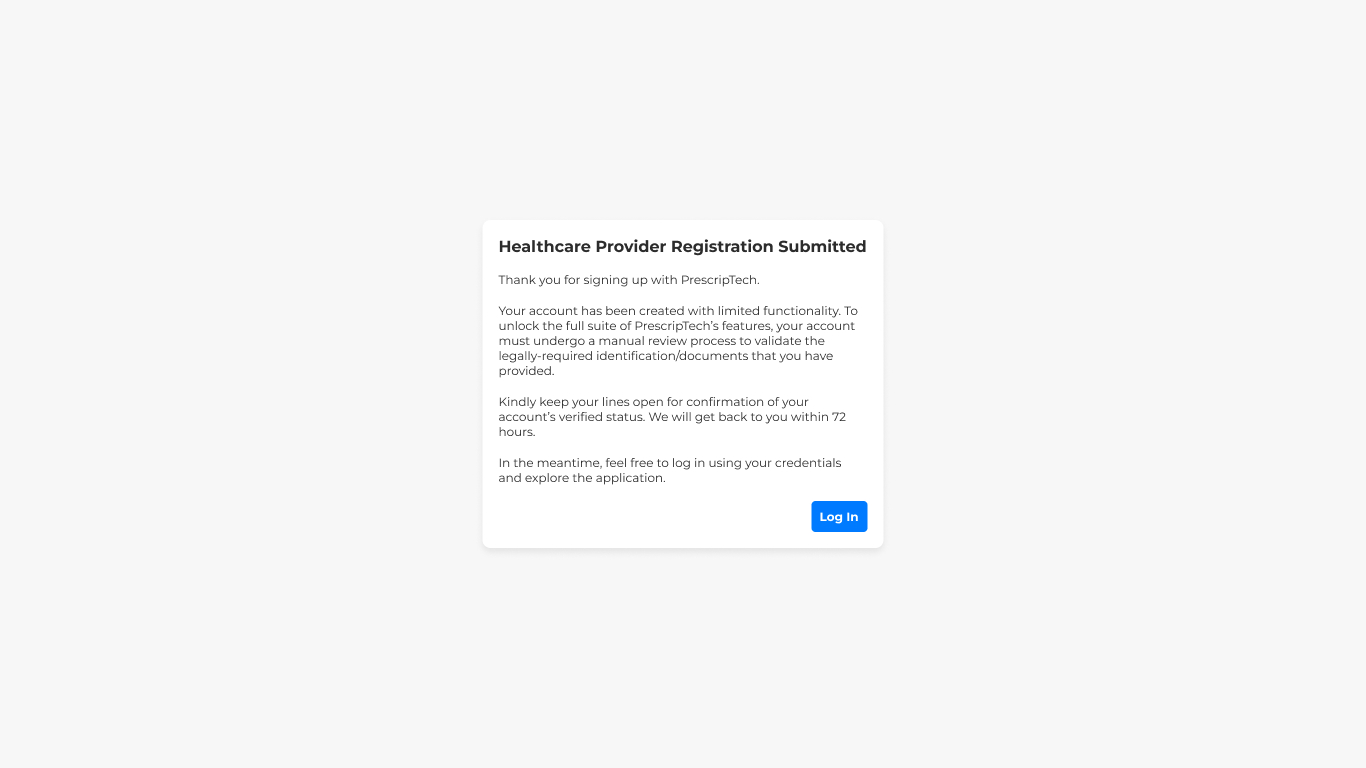 Healthcare Provider Registration Submitted
Thank you for signing up with PrescripTech.
Your account has been created with limited functionality. To
unlock the full suite of PrescripTech’s features, your account
must undergo a manual review process to validate the
legally-required identification/documents that you have
provided.
Kindly keep your lines open for confirmation of your
account’s verified status. We will get back to you within 72
hours.
In the meantime, feel free to log in using your credentials
and explore the application.
Log In